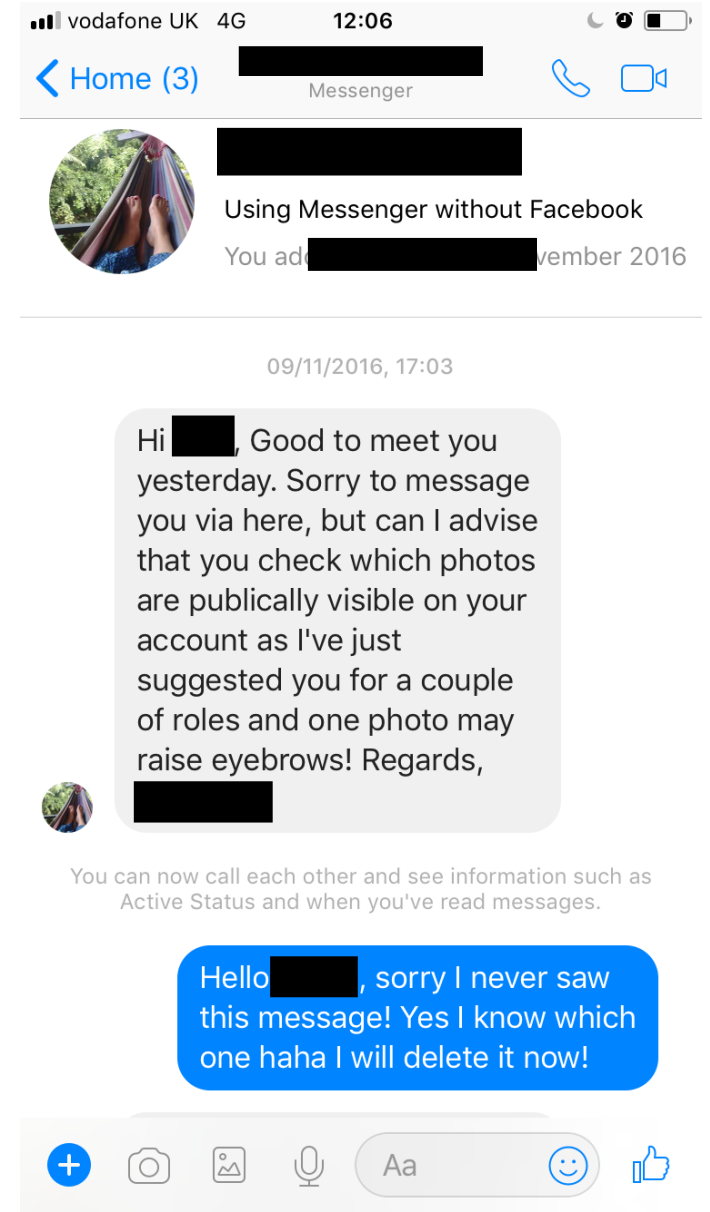 vodafone UK 4G 12:06
Home (3)
Messenger
Using Messenger without Facebook
You vember 2016
09/11/2016, 17:03
Hi , Good to meet you
yesterday. Sorry to message
you via here, but can I advise
that you check which photos
are publically visible on your
account as I've just
suggested you for a couple
of roles and one photo may
raise eyebrows! Regards,
You can now call each other and see information such as
Active Status and when you've read messages.
Hello , sorry I never saw
this message! Yes I know which
one haha I will delete it now!
Aa